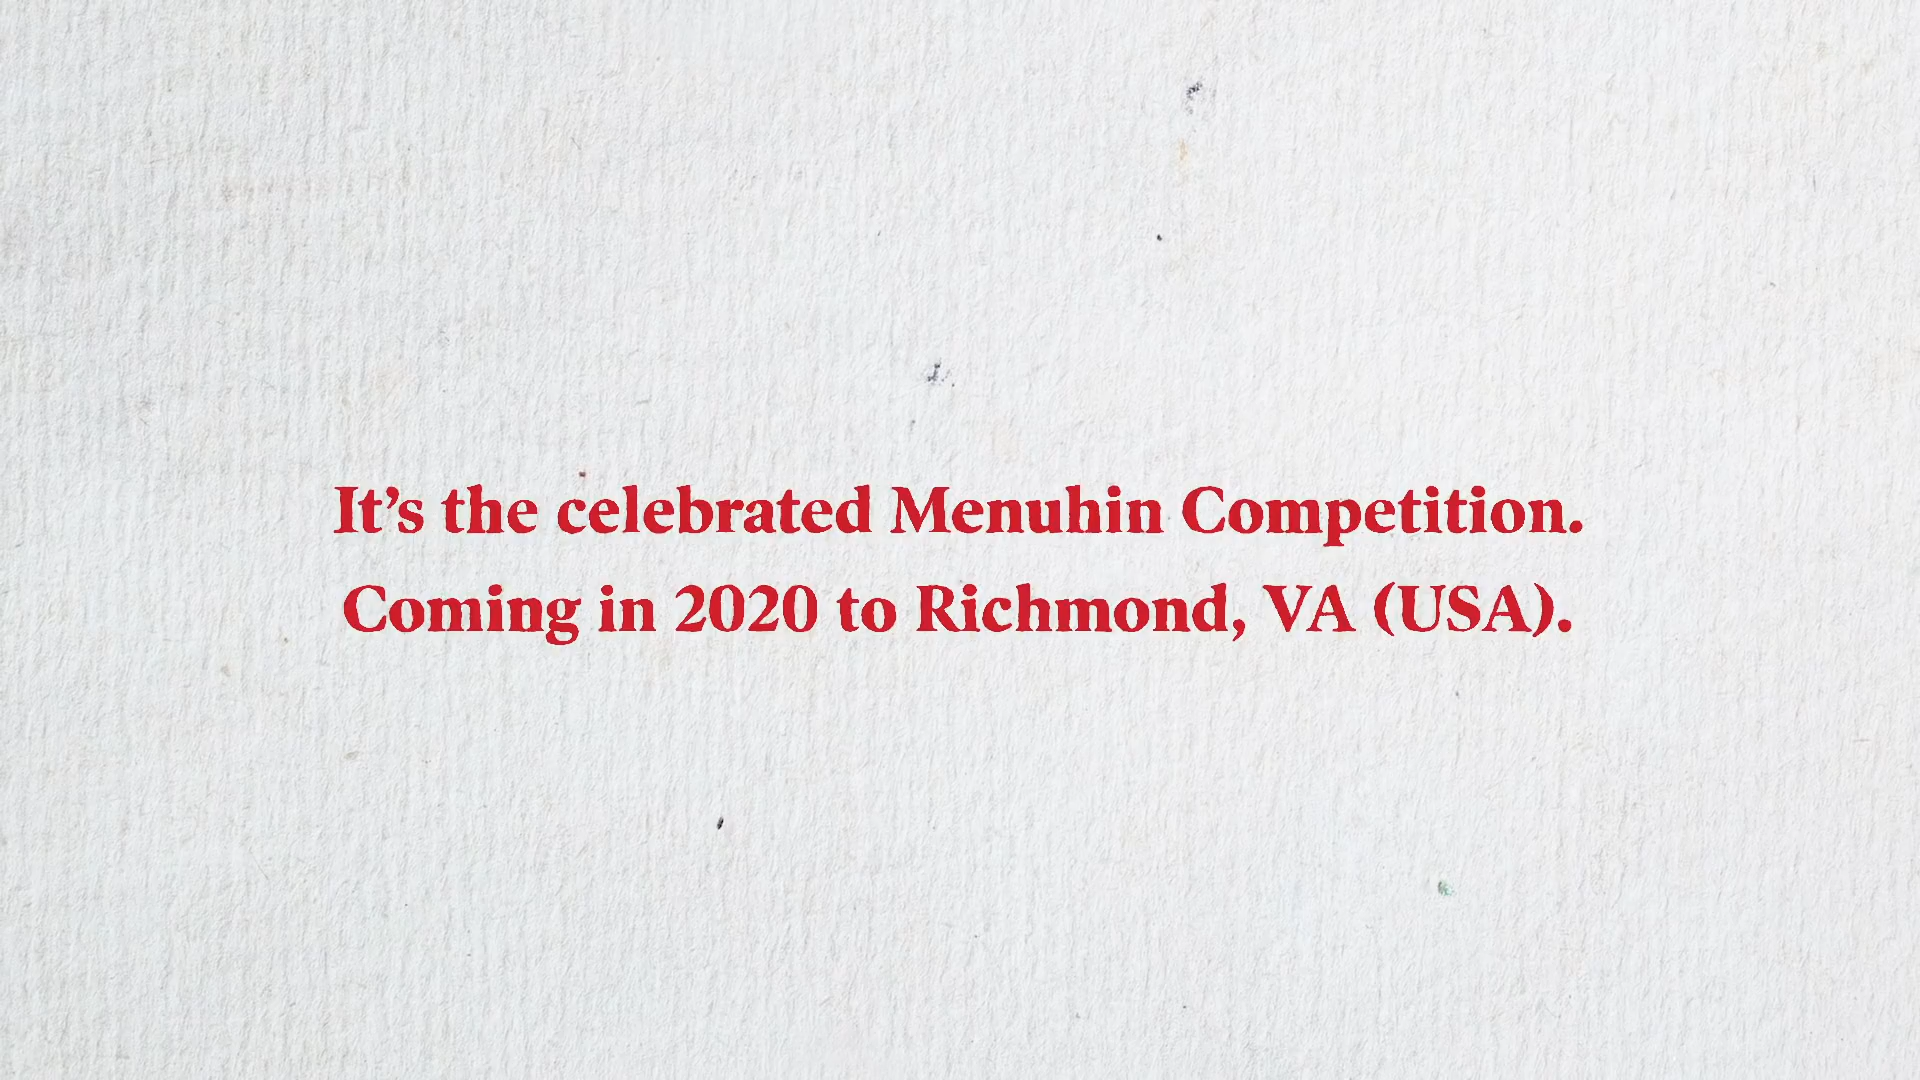 It’s the celebrated Menuhin Competition.
Coming in 2020 to Richmond, VA (USA).